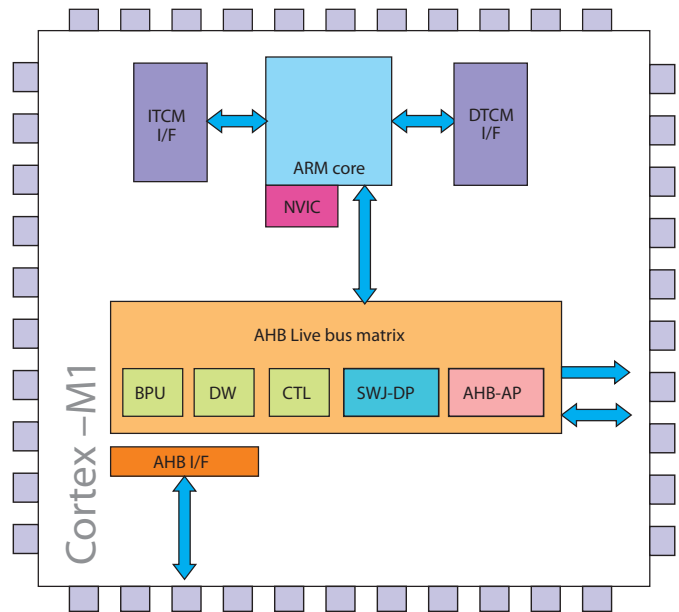 ITCM
I/F
DTCM
I/F
ARM core
NVIC
AHB Live bus matrix
BPU
DW
CTL
SWJ-DP
AHB-AP
AHB I/F
Cortex –M1